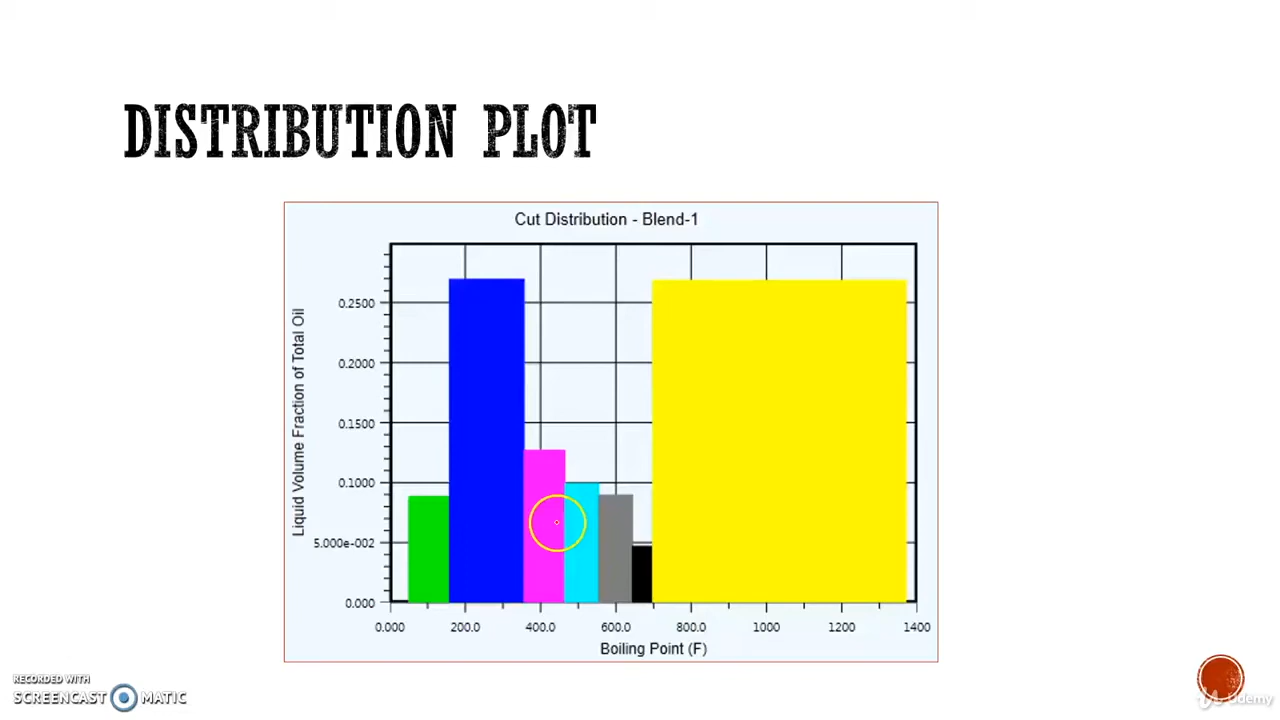 DISTRIBUTION PLOT
Cut Distribution - Blend-1
Liquid Volume Fraction of Total Oil
0.2500
0.2000
0.1500
0.1000
5.000e-002
0.000
0.000 200.0 400.0 600.0 800.0 1000 1200 1400
Boiling Point (F)
RECORDED WITH
SCREENCAST MATIC
Udemy